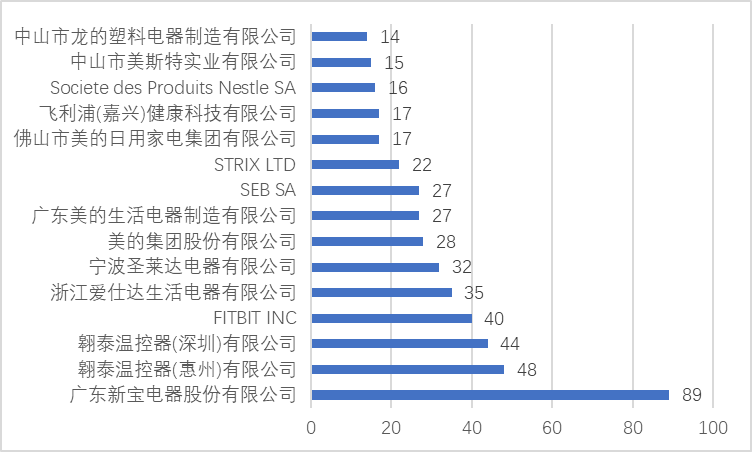 中山市龙的塑料电器制造有限公司 14
中山市美斯特实业有限公司 15
Societe des Produits Nestle SA 16
飞利浦(嘉兴)健康科技有限公司 17
佛山市美的日用家电集团有限公司 17
STRIX LTD 22
SEB SA 27
广东美的生活电器制造有限公司 27
美的集团股份有限公司 28
宁波圣莱达电器有限公司 32
浙江爱仕达生活电器有限公司 35
FITBIT INC 40
翱泰温控器(深圳)有限公司 44
翱泰温控器(惠州)有限公司 48
广东新宝电器股份有限公司 89
0 20 40 60 80 100